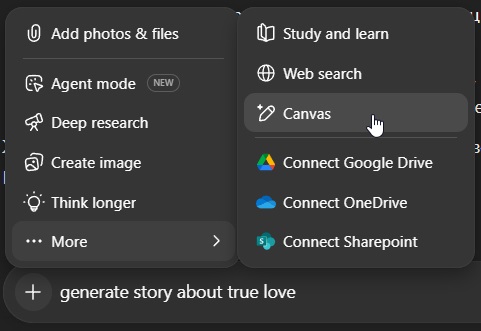 Add photos & files
Agent mode NEW
Deep research
Create image
Think longer
More
Study and learn
Web search
Canvas
Connect Google Drive
Connect OneDrive
Connect Sharepoint
generate story about true love